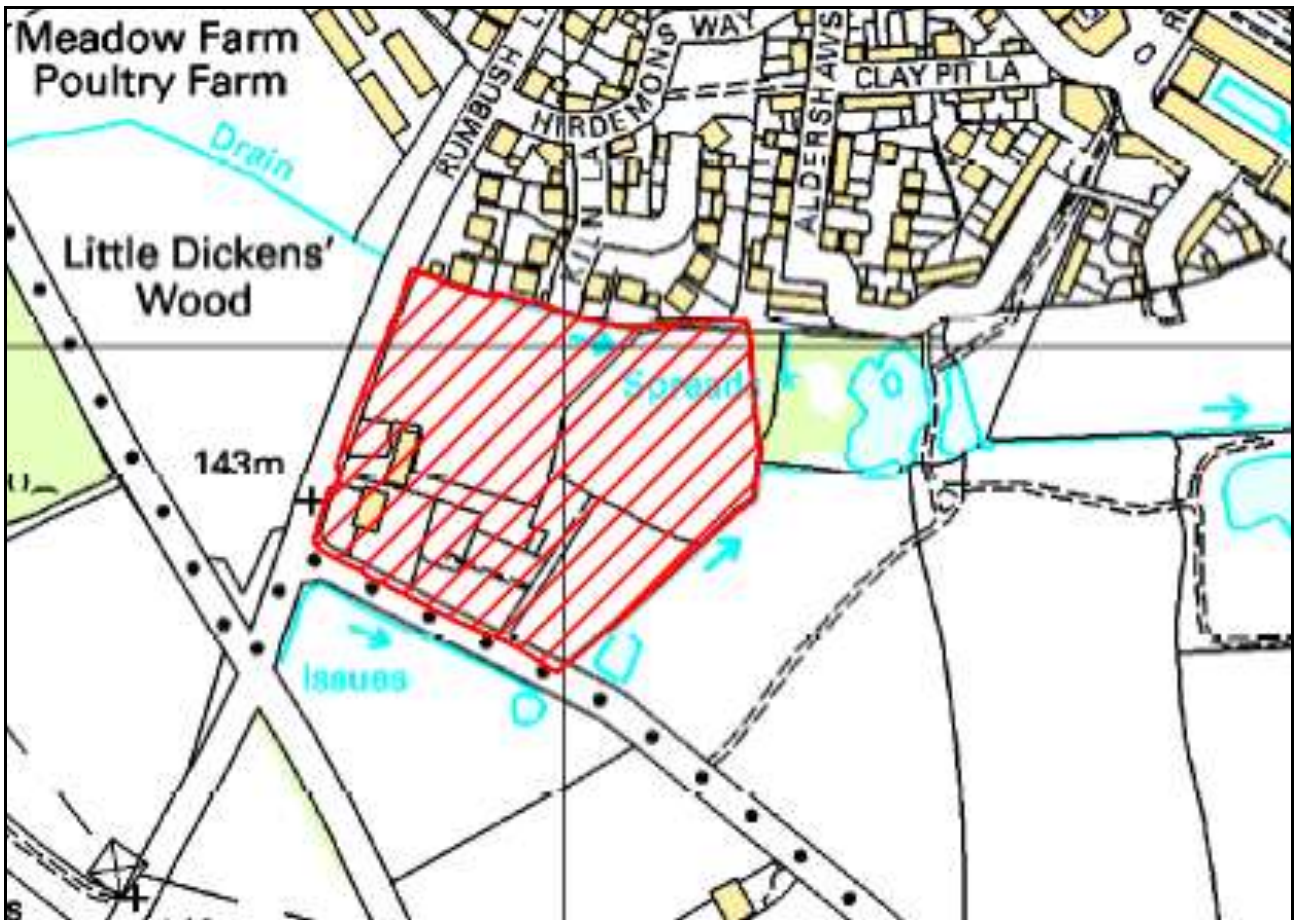 Meadow Farm
Poultry Farm
RUMBUSH
HIRDEMONS WAY
CLAY PIT LA
ALDERSHAWS
KILN LA
Drain
Little Dickens'
Wood
Spreads
143m
Issues